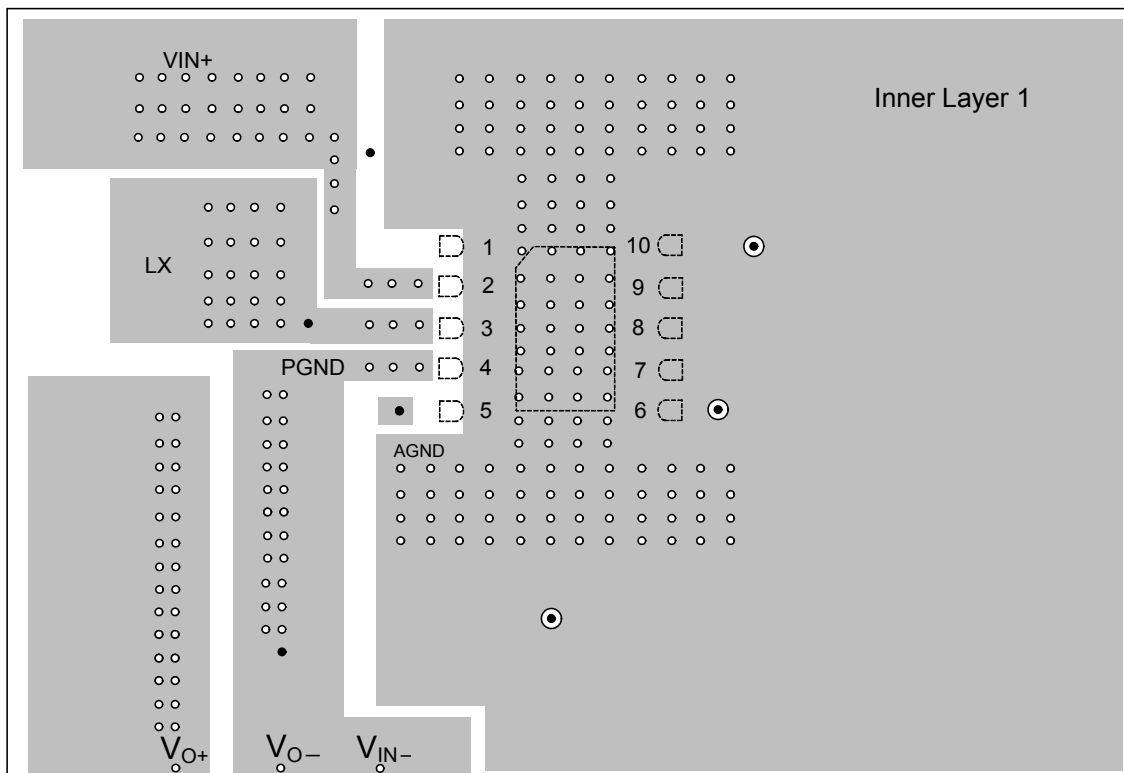 VIN+
Inner Layer 1
LX
1 10
2 9
3 8
PGND 4 7
5 6
AGND
VO+ VO− VIN−